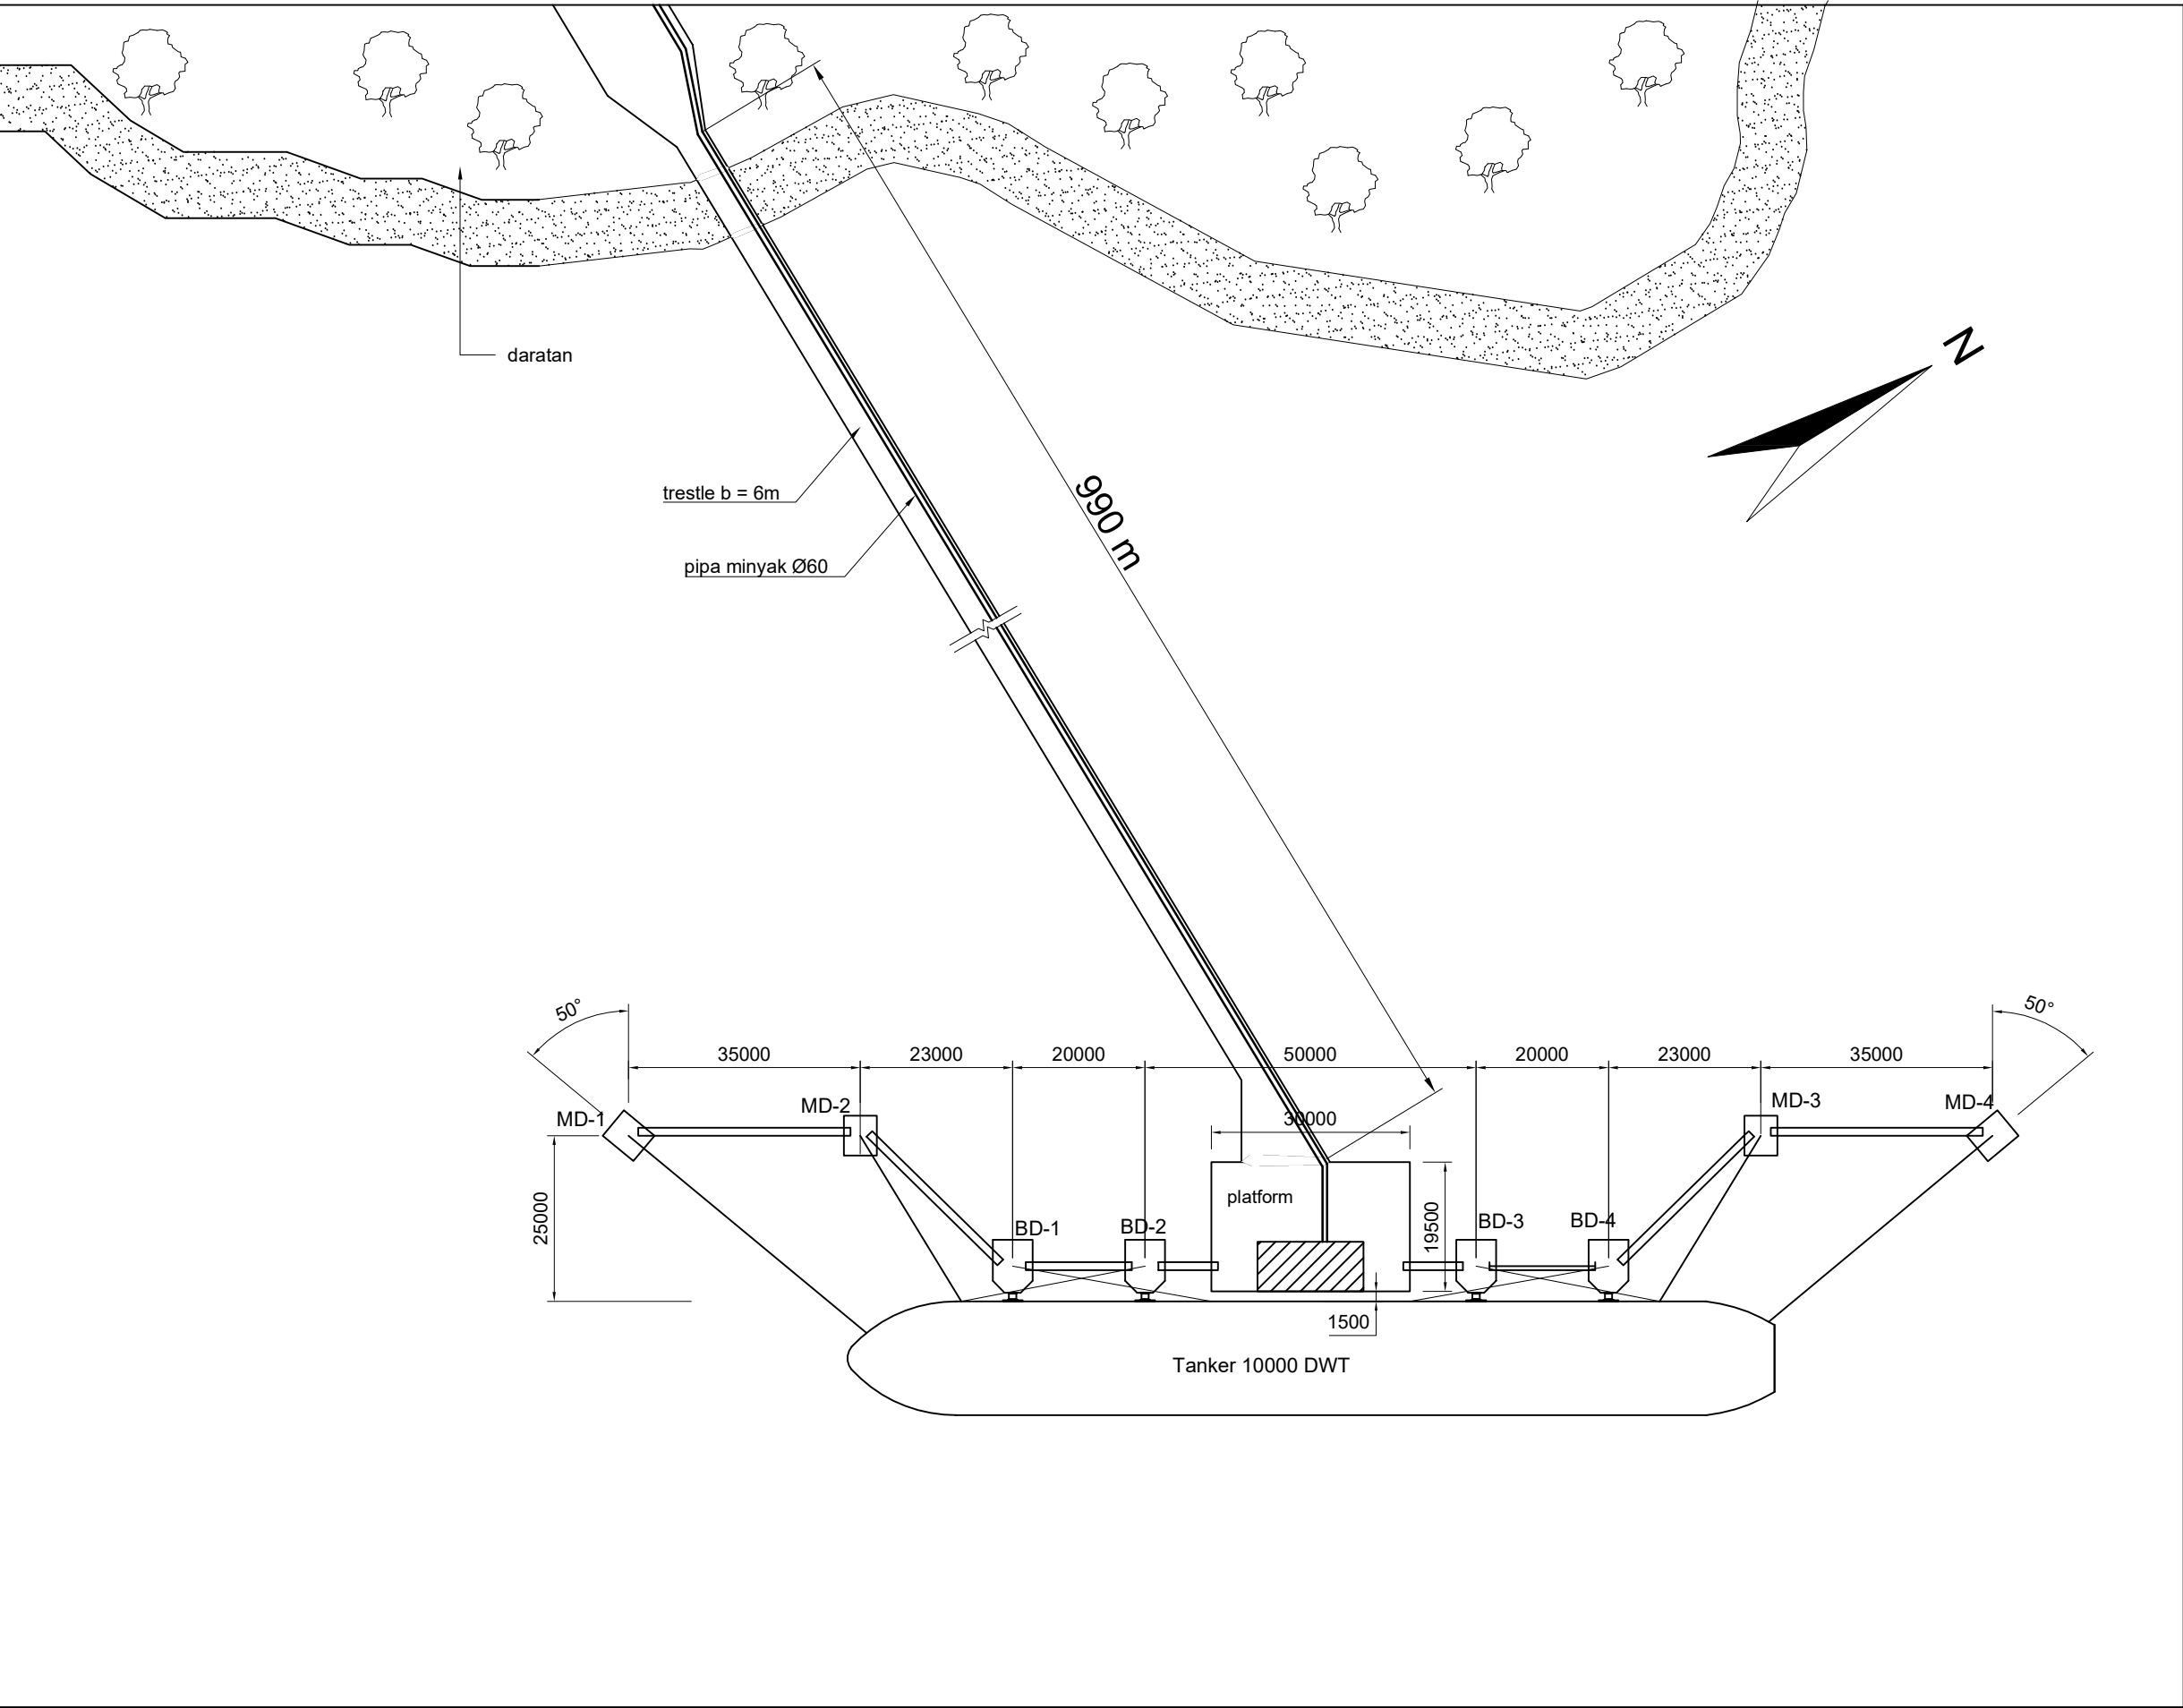 N
daratan
990 m
trestle b = 6m
pipa minyak Ø60
50°
50°
35000
23000
20000
50000
20000
23000
35000
MD-1
MD-2
30000
MD-3
MD-4
25000
platform
19500
BD-1
BD-2
BD-3
BD-4
1500
Tanker 10000 DWT